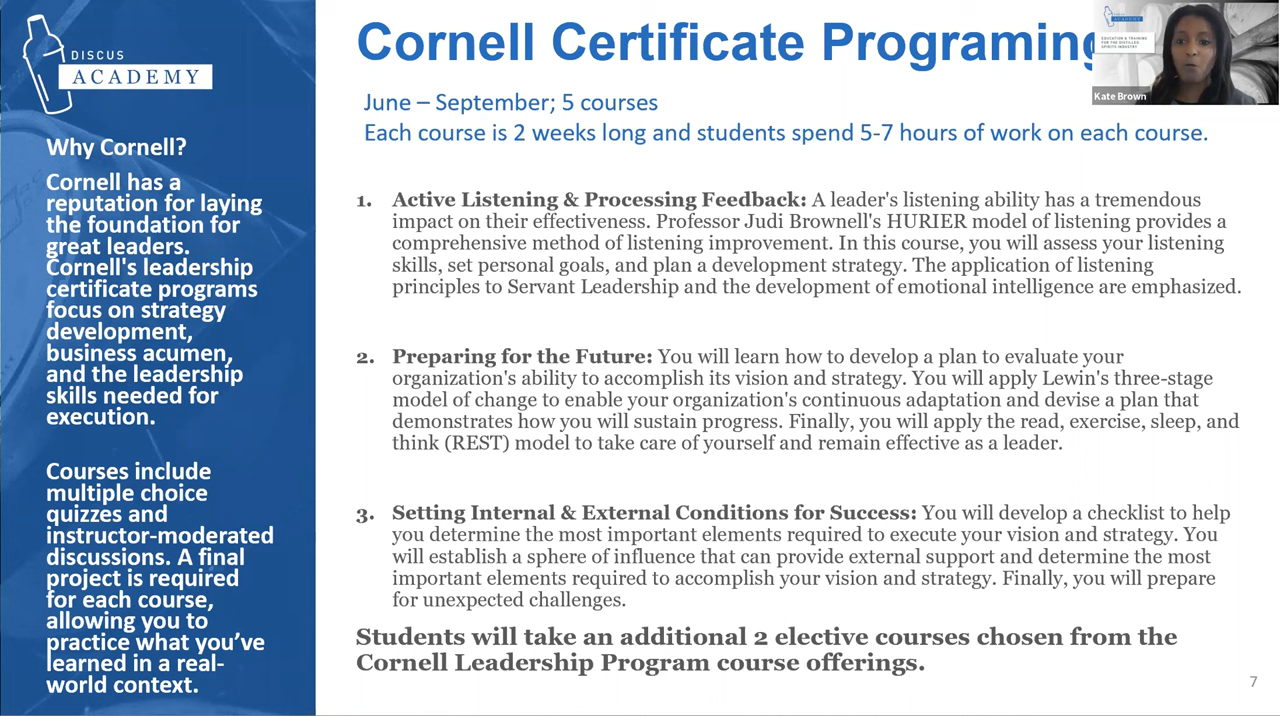 DISCUS
ACADEMY
Why Cornell?
Cornell has a
reputation for laying
the foundation for
great leaders.
Cornell's leadership
certificate programs
focus on strategy
development,
business acumen,
and the leadership
skills needed for
execution.
Courses include
multiple choice
quizzes and
instructor-moderated
discussions. A final
project is required
for each course,
allowing you to
practice what you’ve
learned in a real-
world context.
Cornell Certificate Programing
June – September; 5 courses
Each course is 2 weeks long and students spend 5-7 hours of work on each course.
1. Active Listening & Processing Feedback: A leader's listening ability has a tremendous
impact on their effectiveness. Professor Judi Brownell's HURIER model of listening provides a
comprehensive method of listening improvement. In this course, you will assess your listening
skills, set personal goals, and plan a development strategy. The application of listening
principles to Servant Leadership and the development of emotional intelligence are emphasized.
2. Preparing for the Future: You will learn how to develop a plan to evaluate your
organization's ability to accomplish its vision and strategy. You will apply Lewin's three-stage
model of change to enable your organization's continuous adaptation and devise a plan that
demonstrates how you will sustain progress. Finally, you will apply the read, exercise, sleep, and
think (REST) model to take care of yourself and remain effective as a leader.
3. Setting Internal & External Conditions for Success: You will develop a checklist to help
you determine the most important elements required to execute your vision and strategy. You
will establish a sphere of influence that can provide external support and determine the most
important elements required to accomplish your vision and strategy. Finally, you will prepare
for unexpected challenges.
Students will take an additional 2 elective courses chosen from the
Cornell Leadership Program course offerings.
7
ACADEMY
EDUCATION & TRAINING
FOR THE DISTILLED
SPIRITS INDUSTRY
Kate Brown